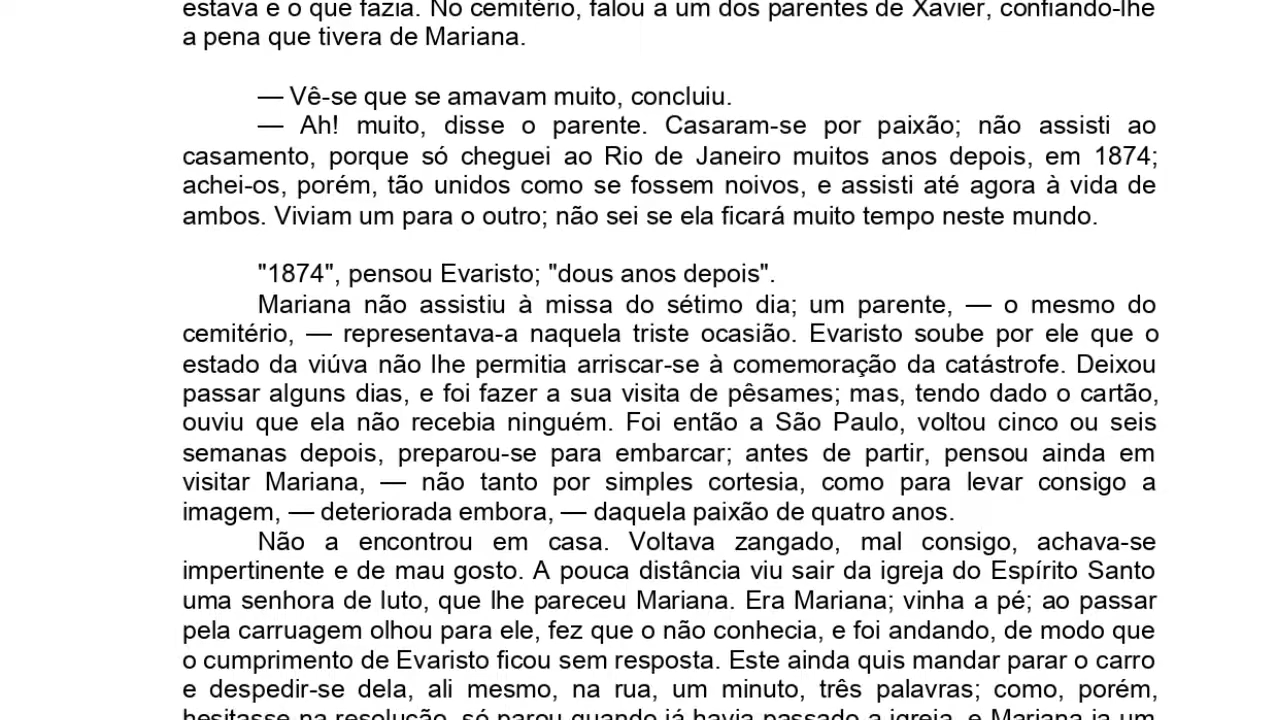 estava e o que fazia. No cemitério, falou a um dos parentes de Xavier, confiando-lhe
a pena que tivera de Mariana.
— Vê-se que se amavam muito, concluiu.
— Ah! muito, disse o parente. Casaram-se por paixão; não assisti ao
casamento, porque só cheguei ao Rio de Janeiro muitos anos depois, em 1874;
achei-os, porém, tão unidos como se fossem noivos, e assisti até agora à vida de
ambos. Viviam um para o outro; não sei se ela ficará muito tempo neste mundo.
"1874", pensou Evaristo; "dous anos depois".
Mariana não assistiu à missa do sétimo dia; um parente, — o mesmo do
cemitério, — representava-a naquela triste ocasião. Evaristo soube por ele que o
estado da viúva não lhe permitia arriscar-se à comemoração da catástrofe. Deixou
passar alguns dias, e foi fazer a sua visita de pêsames; mas, tendo dado o cartão,
ouviu que ela não recebia ninguém. Foi então a São Paulo, voltou cinco ou seis
semanas depois, preparou-se para embarcar; antes de partir, pensou ainda em
visitar Mariana, — não tanto por simples cortesia, como para levar consigo a
imagem, — deteriorada embora, — daquela paixão de quatro anos.
Não a encontrou em casa. Voltava zangado, mal consigo, achava-se
impertinente e de mau gosto. A pouca distância viu sair da igreja do Espírito Santo
uma senhora de luto, que lhe pareceu Mariana. Era Mariana; vinha a pé; ao passar
pela carruagem olhou para ele, fez que o não conhecia, e foi andando, de modo que
o cumprimento de Evaristo ficou sem resposta. Este ainda quis mandar parar o carro
e despedir-se dela, ali mesmo, na rua, um minuto, três palavras; como, porém,
hesitasse na resolução, só parou quando já havia passado a igreja, e Mariana ia um